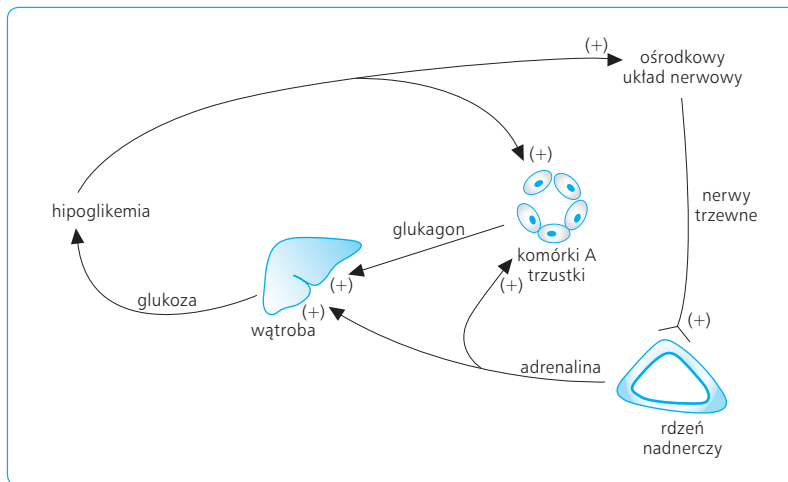 (+)
ośrodkowy
układ nerwowy
(+)
hipoglikemia
nerwy
trzewne
glukagon
komórki A
trzustki
(+)
(+)
glukoza
(+)
wątroba
(+)
adrenalina
rdzeń
nadnerczy